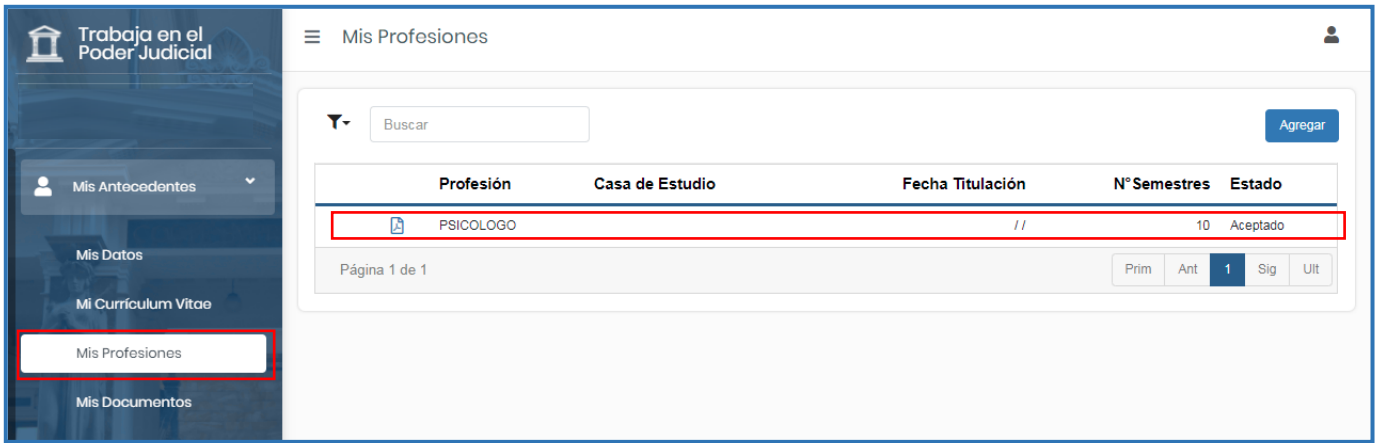 Trabaja en el
Poder Judicial
Mis Profesiones
Buscar
Agregar
Mis Antecedentes
Profesión Casa de Estudio Fecha Titulación N° Semestres Estado
PSICOLOGO / / 10 Aceptado
Mis Datos
Página 1 de 1 Prim Ant 1 Sig Ult
Mi Currículum Vitae
Mis Profesiones
Mis Documentos